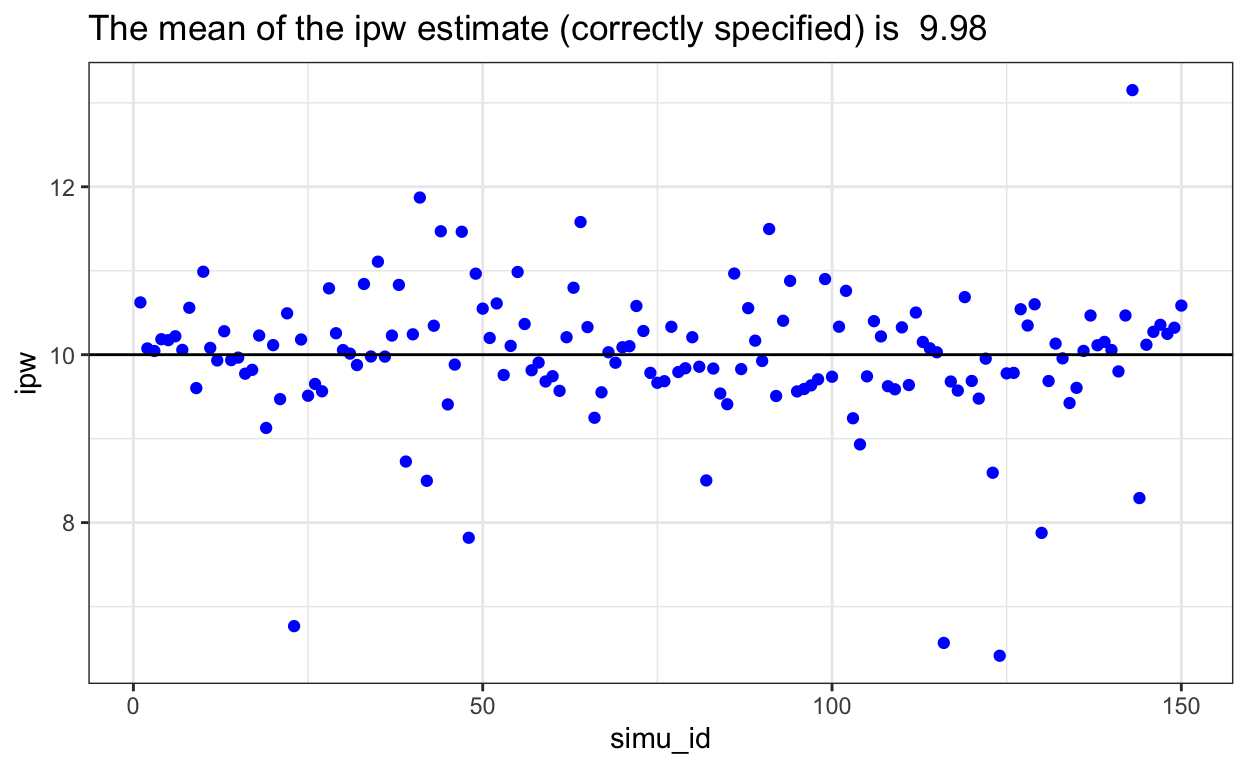 The mean of the ipw estimate (correctly specified) is  9.98
ipw
12
10
8
0 50 100 150
simu_id